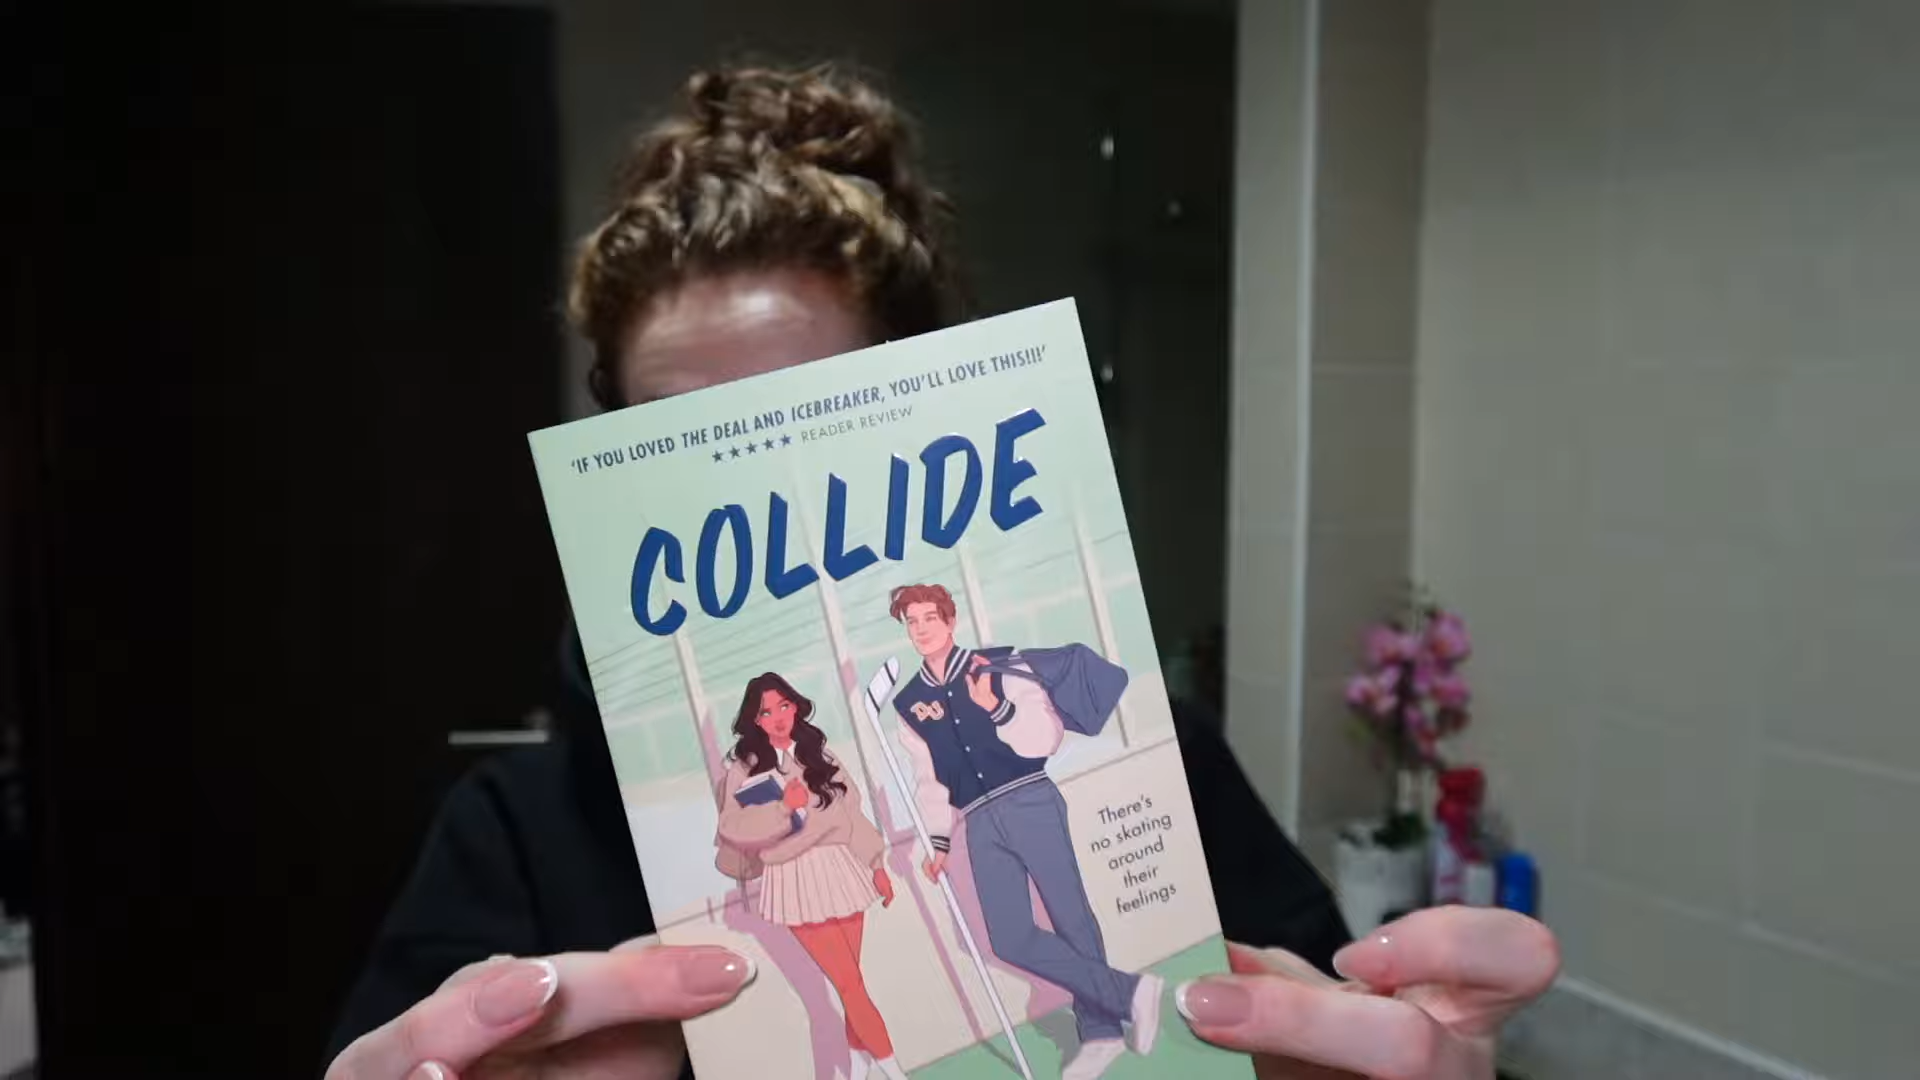 'IF YOU LOVED THE DEAL AND ICEBREAKER, YOU'LL LOVE THIS!!!'
★★★★★ READER REVIEW
COLLIDE
DU
There's
no skating
around
their
feelings